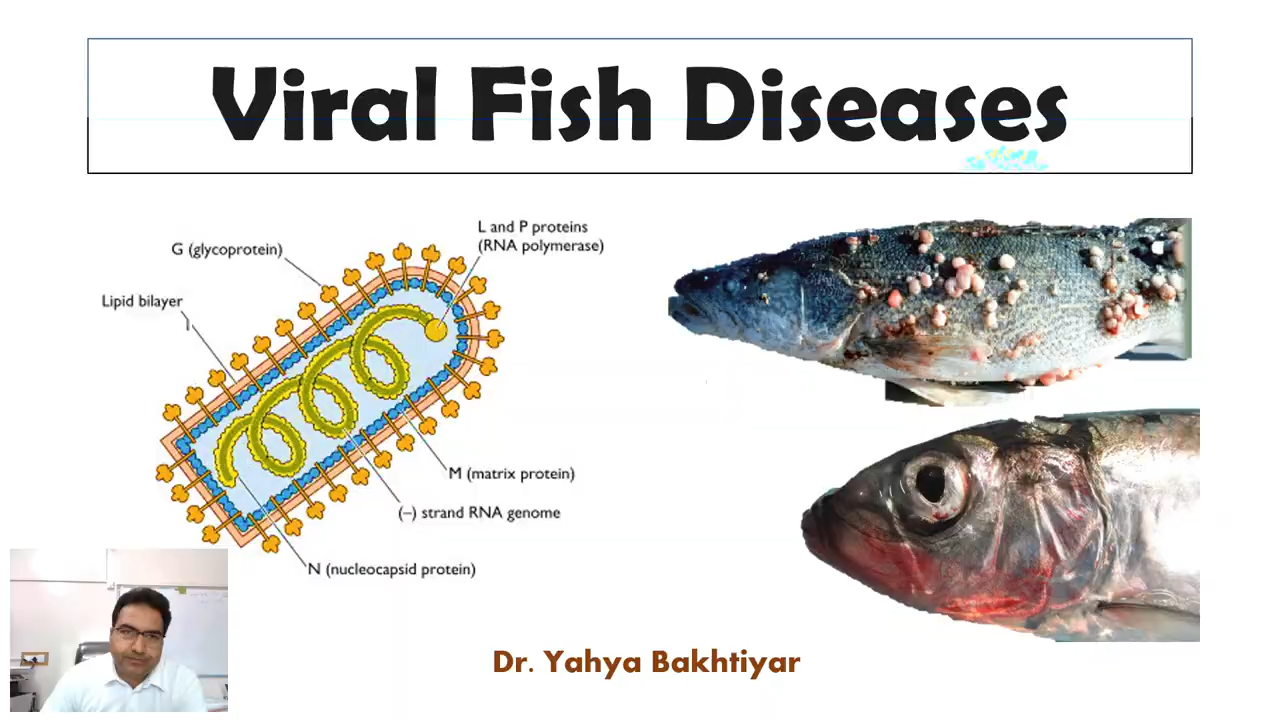 Viral Fish Diseases
L and P proteins
(RNA polymerase)
G (glycoprotein)
Lipid bilayer
M (matrix protein)
(–) strand RNA genome
N (nucleocapsid protein)
Dr. Yahya Bakhtiyar